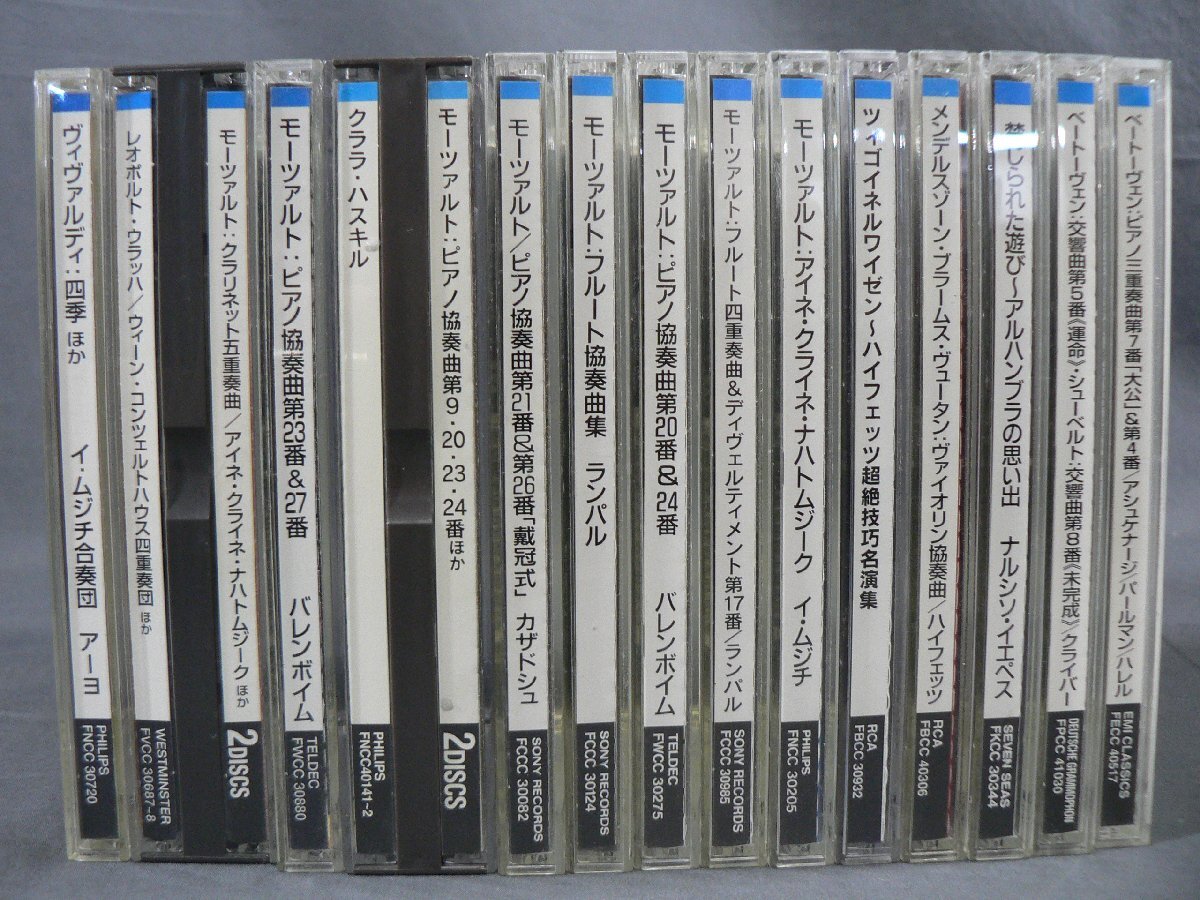 ヴィヴァルディ:四季 ほか　イ・ムジチ合奏団 アーヨ
PHILIPS
FNCC 30720
レオポルト・ウラッハ/ウィーン・コンツェルトハウス四重奏団 ほか
WESTMINSTER
FVCC 30687-8
モーツァルト:クラリネット五重奏曲/アイネ・クライネ・ナハトムジーク ほか
2DISCS
モーツァルト:ピアノ協奏曲第23番&27番　バレンボイム
TELDEC
FWCC 30680
クララ・ハスキル
PHILIPS
FNCC40141-2
モーツァルト:ピアノ協奏曲第9・20・23・24番 ほか
2DISCS
モーツァルト/ピアノ協奏曲第21番&第26番「戴冠式」 カザドシュ
SONY RECORDS
FCCC 30082
モーツァルト:フルート協奏曲集　ランパル
SONY RECORDS
FCCC 30124
モーツァルト:ピアノ協奏曲第20番&24番　バレンボイム
TELDEC
FWCC 30275
モーツァルト:フルート四重奏曲&ディヴェルティメント第17番/ランパル
SONY RECORDS
FCCC 30985
モーツァルト:アイネ・クライネ・ナハトムジーク　イ・ムジチ
PHILIPS
FNCC 30205
ツィゴイネルワイゼン〜ハイフェッツ超絶技巧名演集
RCA
FBCC 30932
メンデルスゾーン・ブラームス・ヴュータン:ヴァイオリン協奏曲/ハイフェッツ
RCA
FBCC 40306
禁じられた遊び〜アルハンブラの思い出　ナルシソ・イエペス
SEVEN SEAS
FKCC 30344
ベートーヴェン:交響曲第5番《運命》・シューベルト:交響曲第8番《未完成》/クライバー
DEUTSCHE GRAMMOPHON
FPCC 41030
ベートーヴェン:ピアノ三重奏曲第7番「大公」&第4番/アシュケナージ/パールマン/ハレル
EMI CLASSICS
FECC 40517